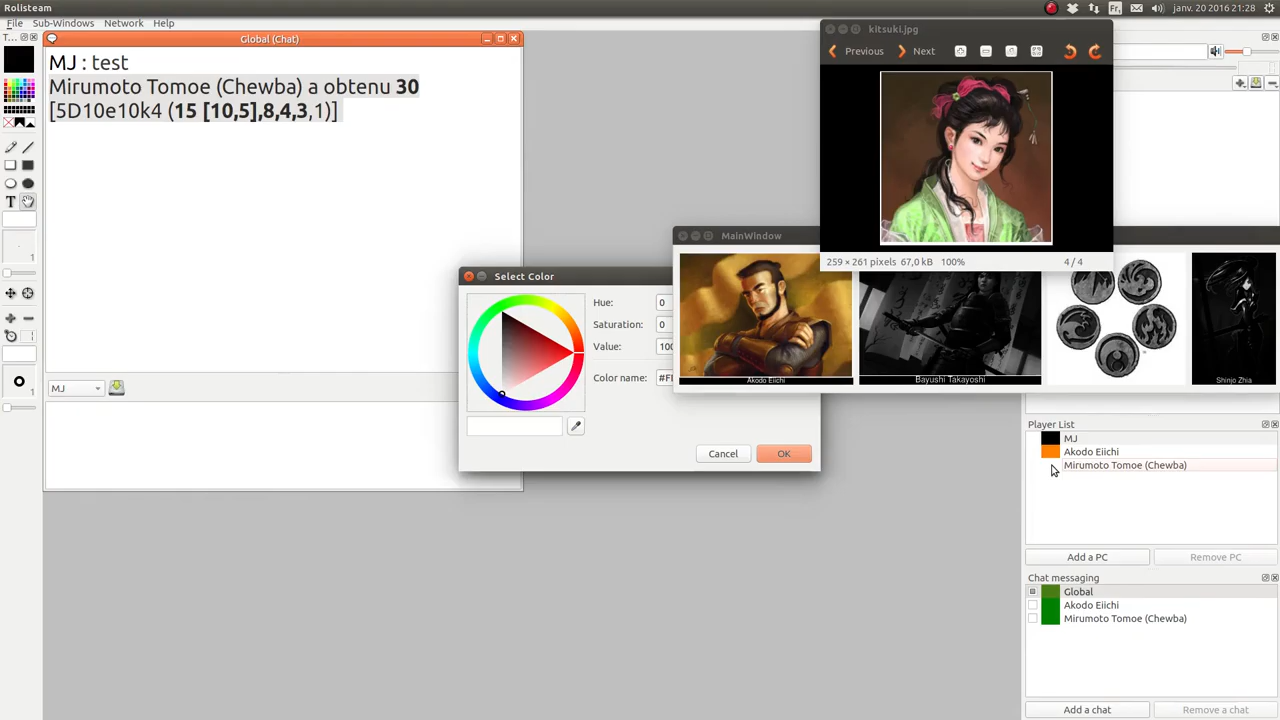 Rolisteam
Fr₁
janv. 20 2016 21:28
File Sub-Windows Network Help
T...
Global (Chat)
MJ : test
Mirumoto Tomoe (Chewba) a obtenu 30
[5D10e10k4 (15 [10,5],8,4,3,1)]
T
1
1
MJ
kitsuki.jpg
Previous Next
259 × 261 pixels 67,0 kB 100% 4 / 4
MainWindow
Akodo Eiichi
Bayushi Takayoshi
Shinjo Zhia
Select Color
Hue: 0
Saturation: 0
Value: 100
Color name:
Cancel OK
Player List
MJ
Akodo Eiichi
Mirumoto Tomoe (Chewba)
Add a PC Remove PC
Chat messaging
Global
Akodo Eiichi
Mirumoto Tomoe (Chewba)
Add a chat Remove a chat